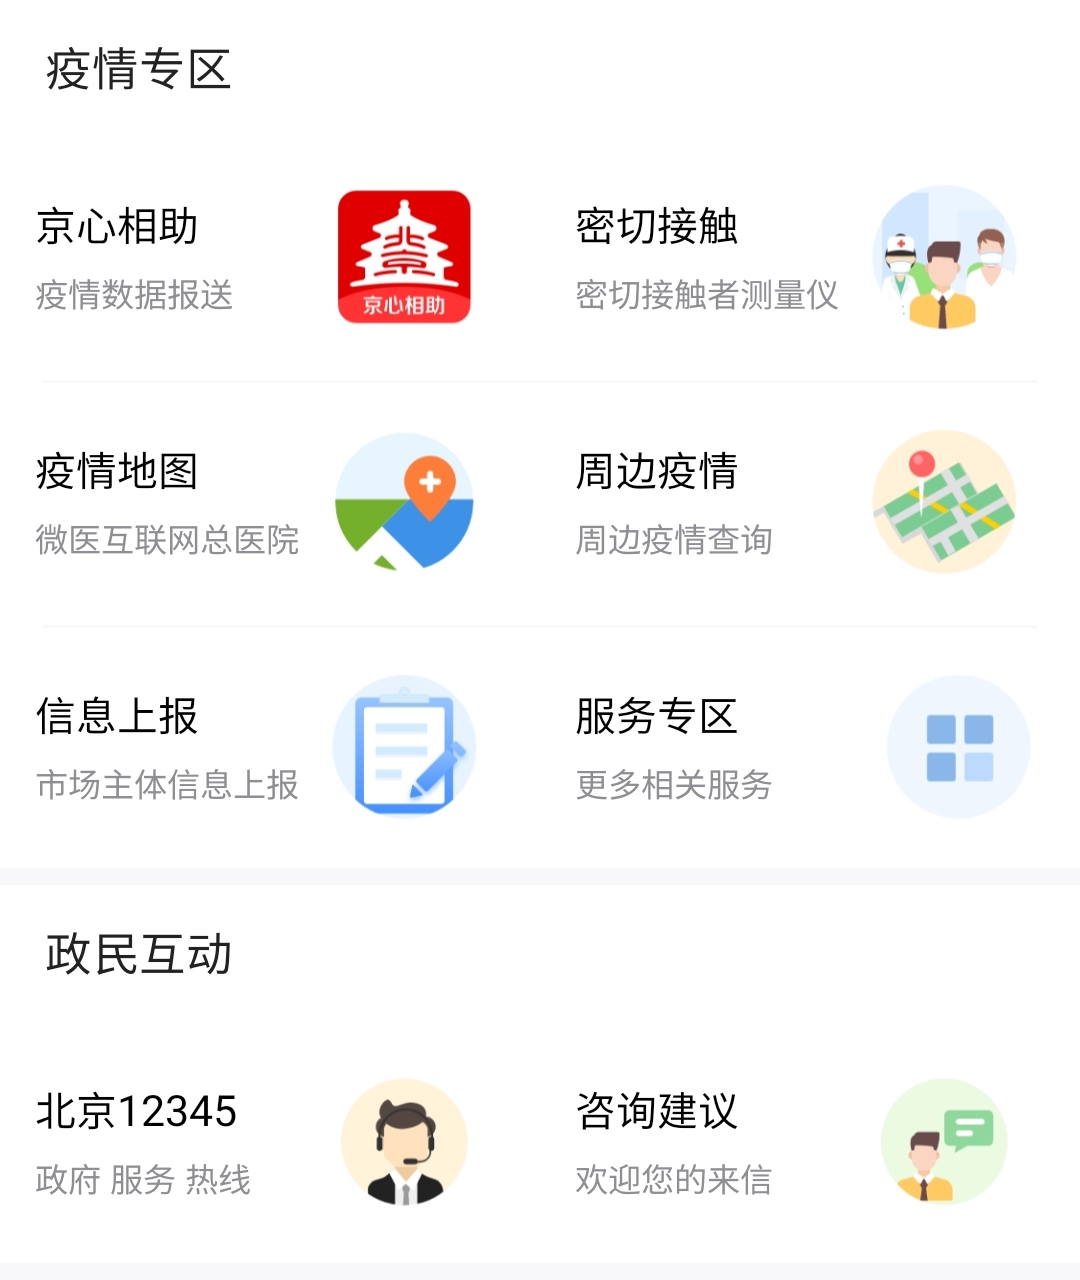 疫情专区
京心相助
疫情数据报送
北京
京心相助
密切接触
密切接触者测量仪
疫情地图
微医互联网总医院
周边疫情
周边疫情查询
信息上报
市场主体信息上报
服务专区
更多相关服务
政民互动
北京12345
政府 服务 热线
咨询建议
欢迎您的来信